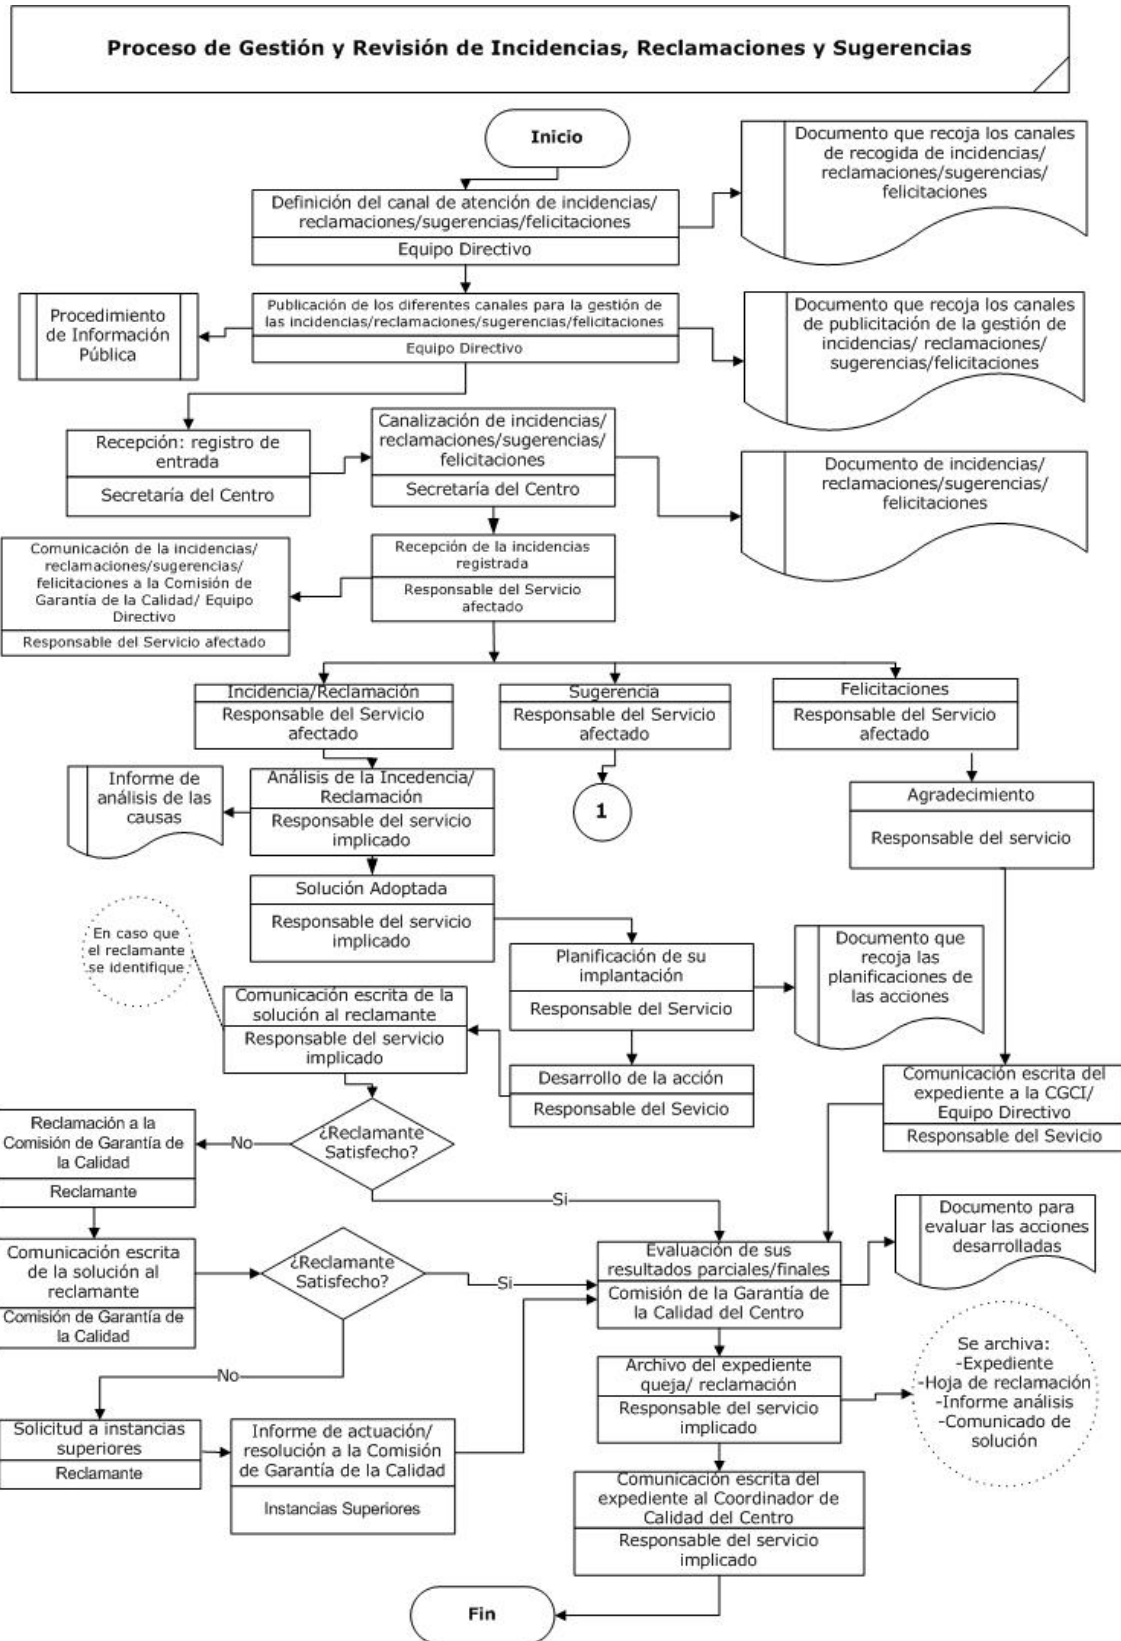 Proceso de Gestión y Revisión de Incidencias, Reclamaciones y Sugerencias
Inicio
Documento que recoja los canales
de recogida de incidencias/
reclamaciones/sugerencias/
felicitaciones
Definición del canal de atención de incidencias/
reclamaciones/sugerencias/felicitaciones
Equipo Directivo
Procedimiento
de Información
Pública
Publicación de los diferentes canales para la gestión de
las incidencias/reclamaciones/sugerencias/felicitaciones
Equipo Directivo
Documento que recoja los canales
de publicitación de la gestión de
incidencias/ reclamaciones/
sugerencias/felicitaciones
Recepción: registro de
entrada
Secretaría del Centro
Canalización de incidencias/
reclamaciones/sugerencias/
felicitaciones
Secretaría del Centro
Documento de incidencias/
reclamaciones/sugerencias/
felicitaciones
Comunicación de la incidencias/
reclamaciones/sugerencias/
felicitaciones a la Comisión de
Garantía de la Calidad/ Equipo
Directivo
Responsable del Servicio afectado
Recepción de la incidencias
registrada
Responsable del Servicio
afectado
Incidencia/Reclamación
Responsable del Servicio
afectado
Sugerencia
Responsable del Servicio
afectado
Felicitaciones
Responsable del Servicio
afectado
Informe de
análisis de las
causas
Análisis de la Incedencia/
Reclamación
Responsable del servicio
implicado
1
Agradecimiento
Responsable del servicio
Solución Adoptada
Responsable del servicio
implicado
En caso que
el reclamante
se identifique
Planificación de su
implantación
Responsable del Servicio
Documento que
recoja las
planificaciones de
las acciones
Comunicación escrita de la
solución al reclamante
Responsable del servicio
implicado
Desarrollo de la acción
Responsable del Sevicio
Comunicación escrita del
expediente a la CGCI/
Equipo Directivo
Responsable del Sevicio
Reclamación a la
Comisión de Garantía de
la Calidad
Reclamante
No
¿Reclamante
Satisfecho?
Si
Comunicación escrita
de la solución al
reclamante
Comisión de Garantía de
la Calidad
¿Reclamante
Satisfecho?
Si
Evaluación de sus
resultados parciales/finales
Comisión de la Garantía de
la Calidad del Centro
Documento para
evaluar las acciones
desarrolladas
No
Archivo del expediente
queja/ reclamación
Responsable del servicio
implicado
Se archiva:
-Expediente
-Hoja de reclamación
-Informe análisis
-Comunicado de
solución
Solicitud a instancias
superiores
Reclamante
Informe de actuación/
resolución a la Comisión
de Garantía de la Calidad
Instancias Superiores
Comunicación escrita del
expediente al Coordinador de
Calidad del Centro
Responsable del servicio
implicado
Fin